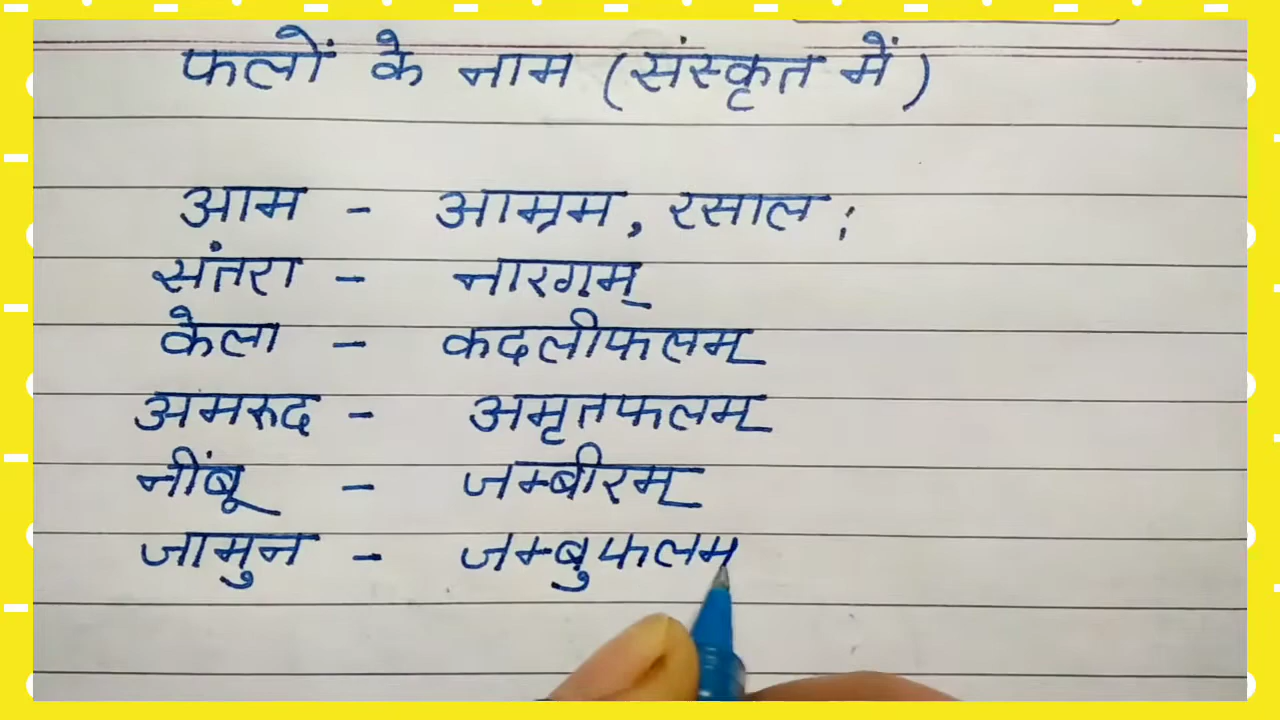 फलों के नाम (संस्कृत में)
आम - आम्रम, रसाल :
संतरा - नारगम्
केला - कदलीफलम्
अमरुद - अमृतफलम्
नींबू - जम्बीरम्
जामुन - जम्बुफलम